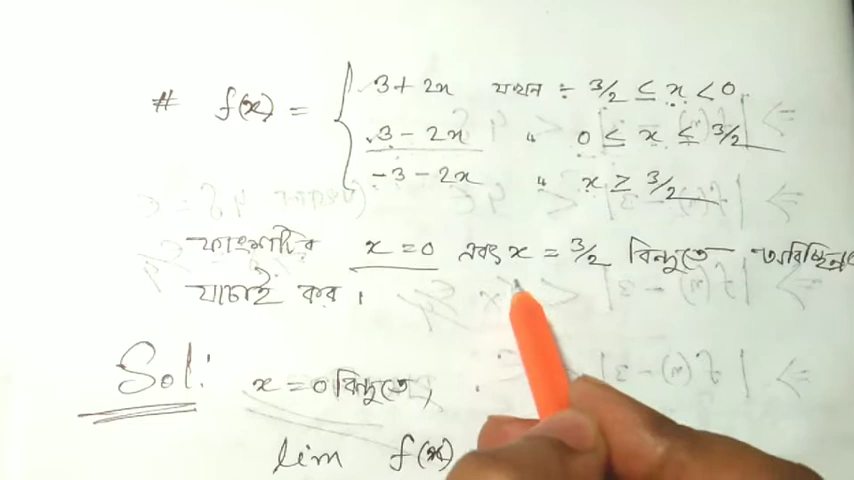 # f(x) = { 3 + 2x যখন - 3/2 ≤ x < 0
3 - 2x " 0 ≤ x ≤ 3/2
-3 - 2x " x ≥ 3/2
ফাংশনটির x = 0 এবং x = 3/2 বিন্দুতে অবিচ্ছিন্নতা
যাচাই কর।
Sol: x = 0 বিন্দুতে,
lim f(x)